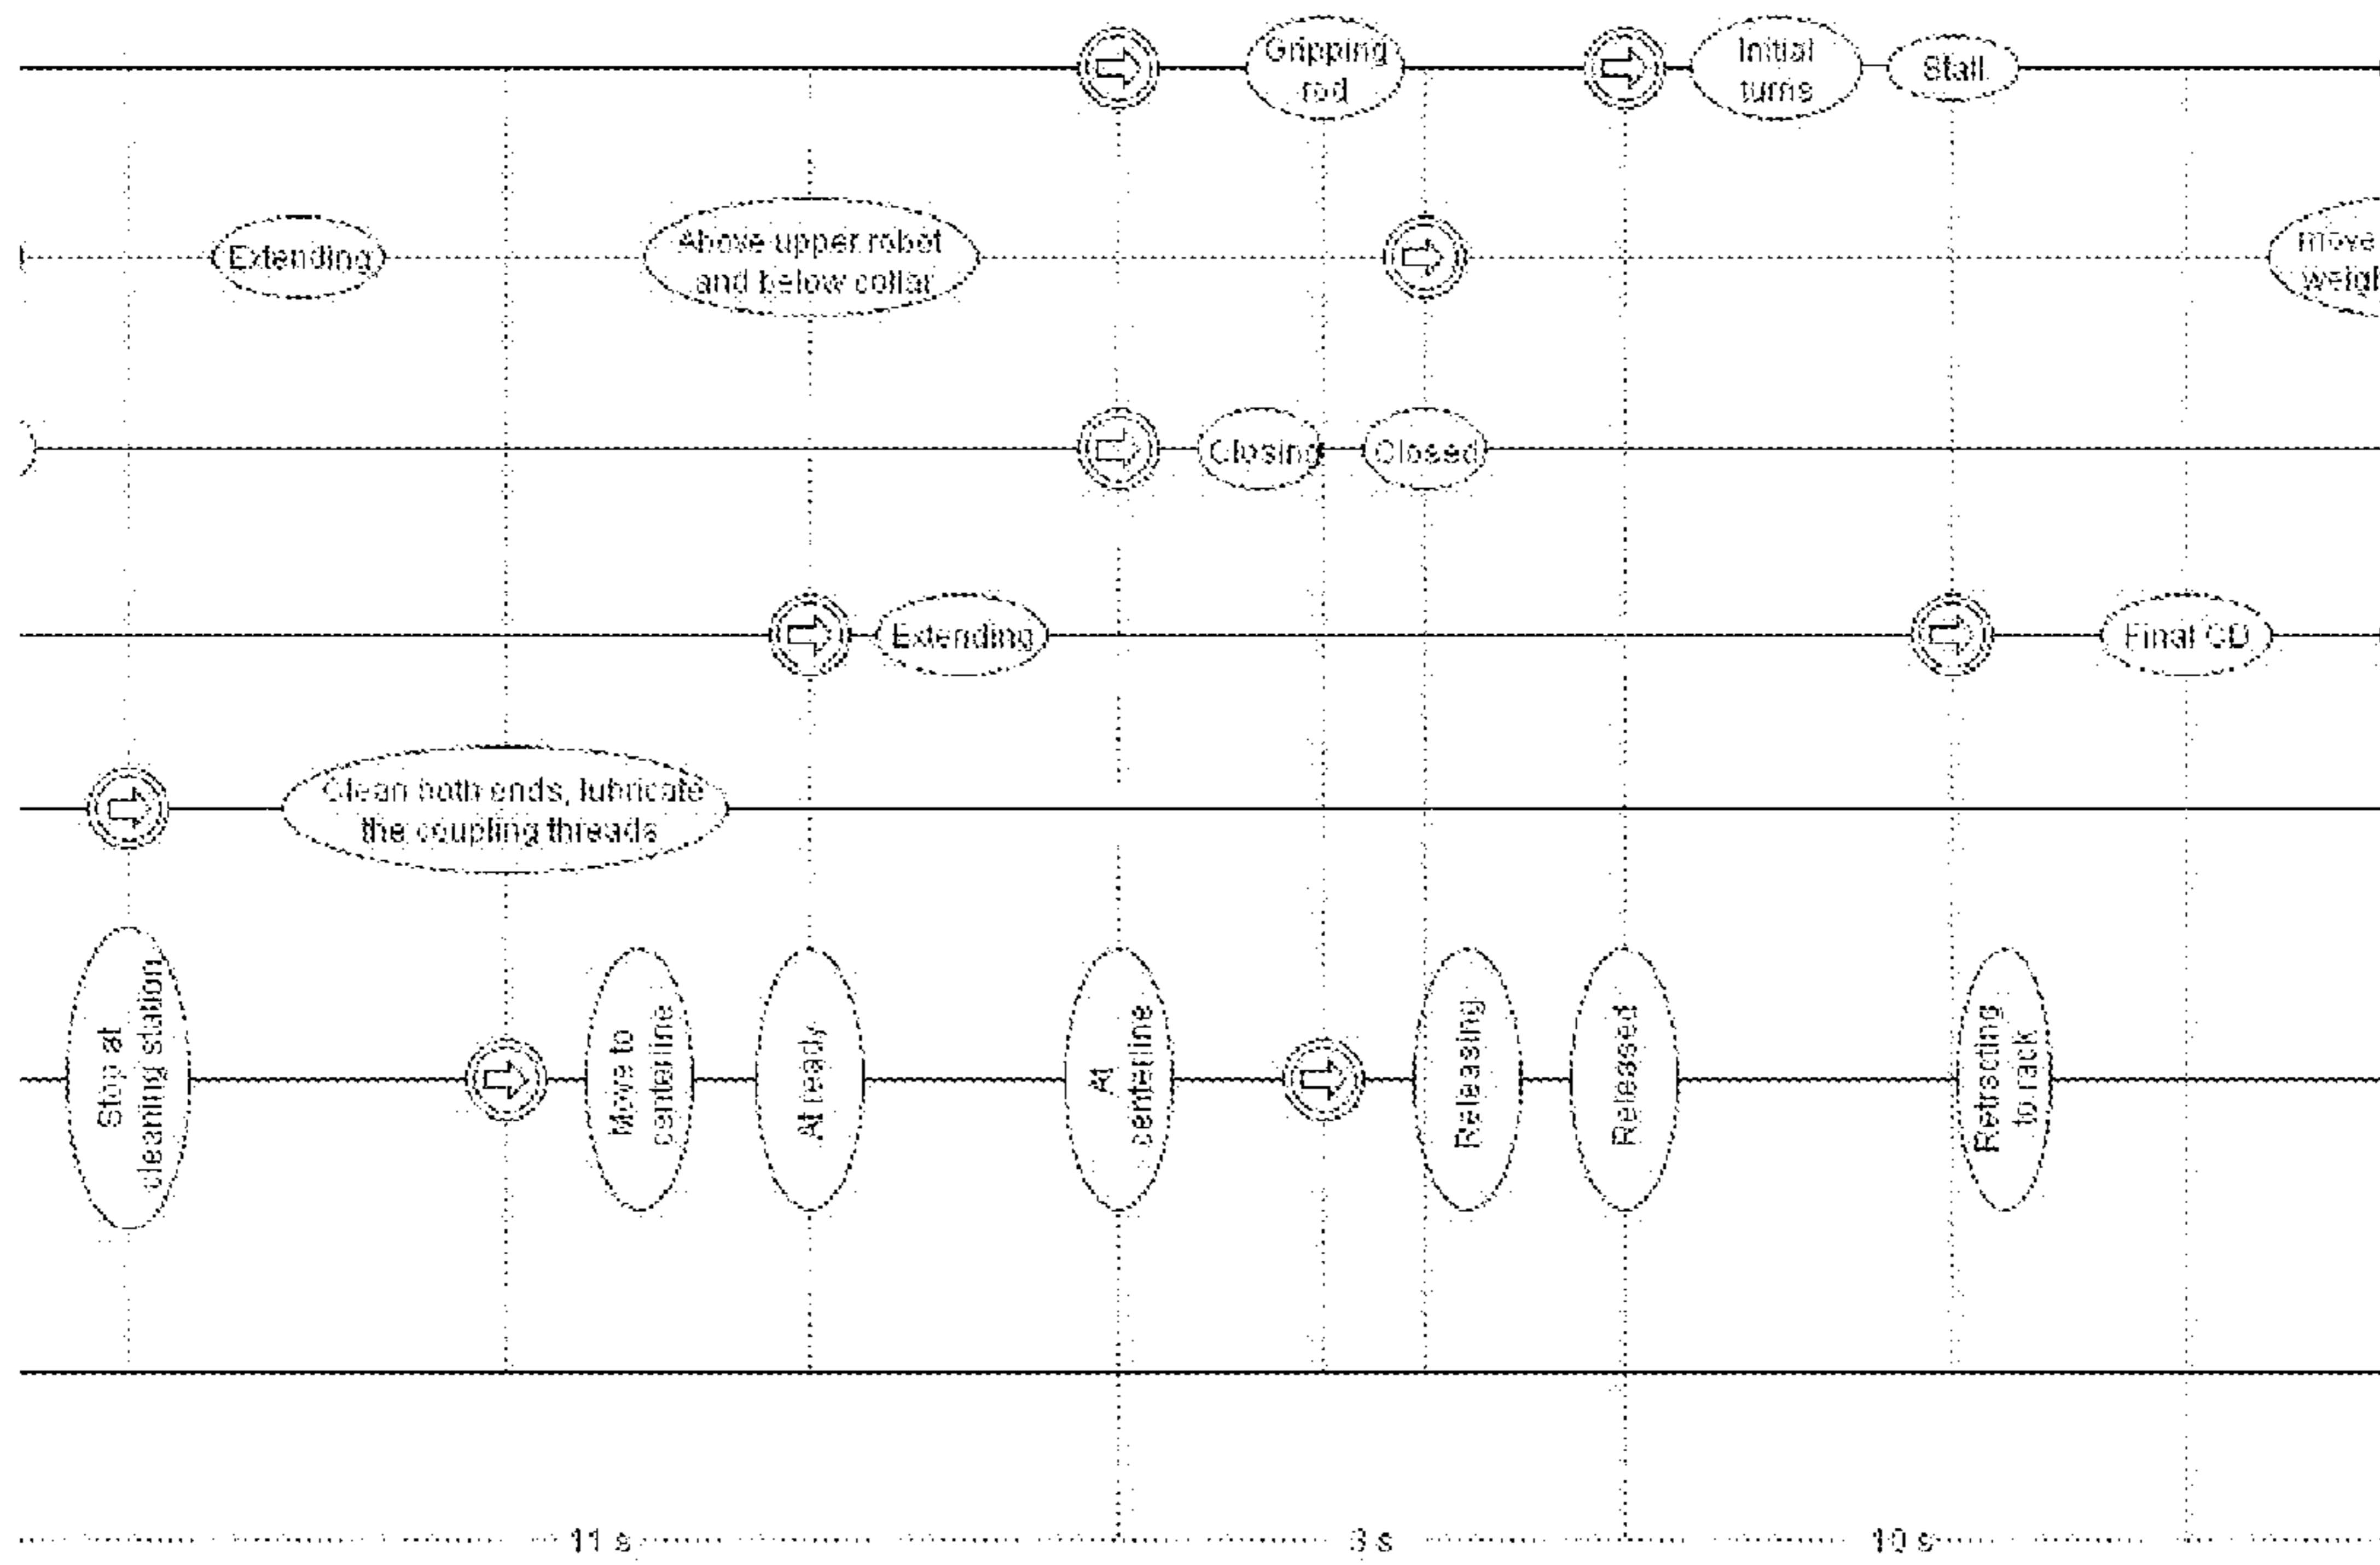 Gripping
rod
Initial
turns
Stall
Extending
Above upper robot
and below collar
move
weigh
Closing
Closed
Extending
Final CD
Clean both ends, lubricate
the coupling threads
Stop at
cleaning station
Move to
centerline
At ready
At
centerline
Releasing
Released
Retracting
to rack
11 s
10 s